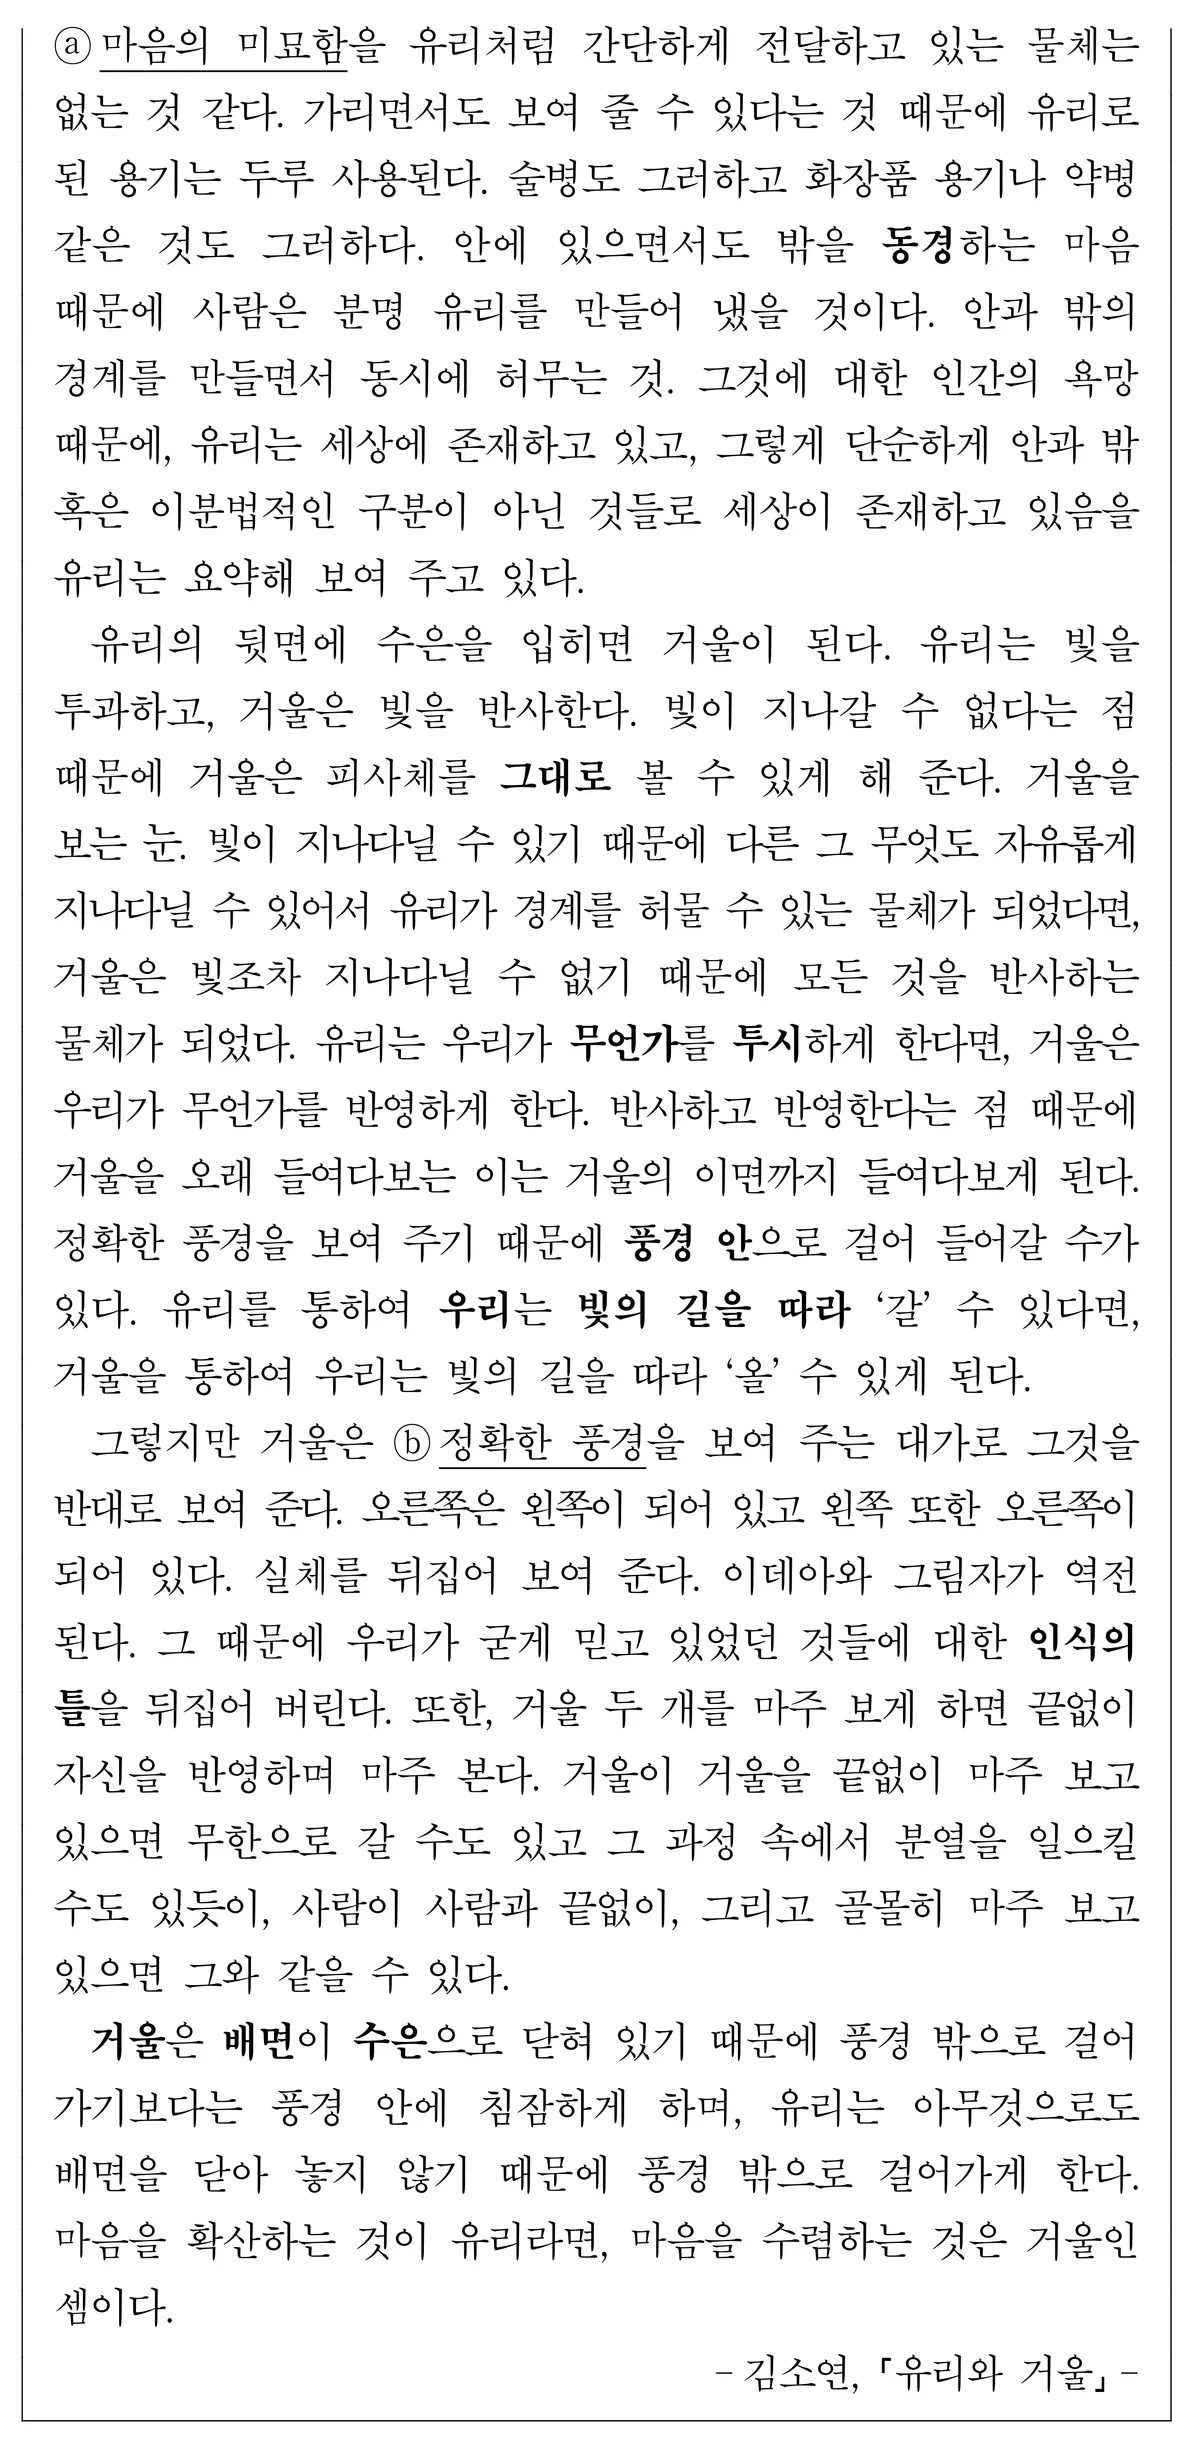 ⓐ마음의 미묘함을 유리처럼 간단하게 전달하고 있는 물체는
없는 것 같다. 가리면서도 보여 줄 수 있다는 것 때문에 유리로
된 용기는 두루 사용된다. 술병도 그러하고 화장품 용기나 약병
같은 것도 그러하다. 안에 있으면서도 밖을 동경하는 마음
때문에 사람은 분명 유리를 만들어 냈을 것이다. 안과 밖의
경계를 만들면서 동시에 허무는 것. 그것에 대한 인간의 욕망
때문에, 유리는 세상에 존재하고 있고, 그렇게 단순하게 안과 밖
혹은 이분법적인 구분이 아닌 것들로 세상이 존재하고 있음을
유리는 요약해 보여 주고 있다.
유리의 뒷면에 수은을 입히면 거울이 된다. 유리는 빛을
투과하고, 거울은 빛을 반사한다. 빛이 지나갈 수 없다는 점
때문에 거울은 피사체를 그대로 볼 수 있게 해 준다. 거울을
보는 눈. 빛이 지나다닐 수 있기 때문에 다른 그 무엇도 자유롭게
지나다닐 수 있어서 유리가 경계를 허물 수 있는 물체가 되었다면,
거울은 빛조차 지나다닐 수 없기 때문에 모든 것을 반사하는
물체가 되었다. 유리는 우리가 무언가를 투시하게 한다면, 거울은
우리가 무언가를 반영하게 한다. 반사하고 반영한다는 점 때문에
거울을 오래 들여다보는 이는 거울의 이면까지 들여다보게 된다.
정확한 풍경을 보여 주기 때문에 풍경 안으로 걸어 들어갈 수가
있다. 유리를 통하여 우리는 빛의 길을 따라 ‘갈’ 수 있다면,
거울을 통하여 우리는 빛의 길을 따라 ‘올’ 수 있게 된다.
그렇지만 거울은 ⓑ정확한 풍경을 보여 주는 대가로 그것을
반대로 보여 준다. 오른쪽은 왼쪽이 되어 있고 왼쪽 또한 오른쪽이
되어 있다. 실체를 뒤집어 보여 준다. 이데아와 그림자가 역전
된다. 그 때문에 우리가 굳게 믿고 있었던 것들에 대한 인식의
틀을 뒤집어 버린다. 또한, 거울 두 개를 마주 보게 하면 끝없이
자신을 반영하며 마주 본다. 거울이 거울을 끝없이 마주 보고
있으면 무한으로 갈 수도 있고 그 과정 속에서 분열을 일으킬
수도 있듯이, 사람이 사람과 끝없이, 그리고 골몰히 마주 보고
있으면 그와 같을 수 있다.
거울은 배면이 수은으로 닫혀 있기 때문에 풍경 밖으로 걸어
가기보다는 풍경 안에 침잠하게 하며, 유리는 아무것으로도
배면을 닫아 놓지 않기 때문에 풍경 밖으로 걸어가게 한다.
마음을 확산하는 것이 유리라면, 마음을 수렴하는 것은 거울인
셈이다.
- 김소연, 「유리와 거울」 -